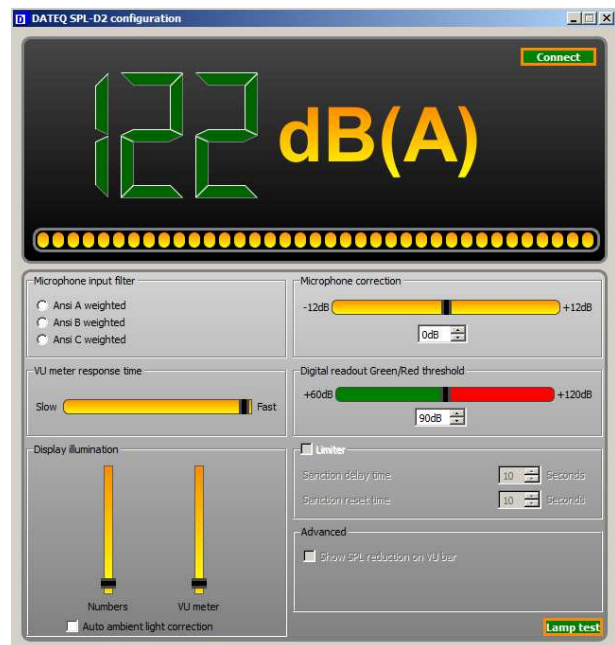 DATEQ SPL-D2 configuration
Connect
122 dB(A)
Microphone input filter
Ansi A weighted
Ansi B weighted
Ansi C weighted
Microphone correction
-12dB
+12dB
0dB
VU meter response time
Slow
Fast
Digital readout Green/Red threshold
+60dB
+120dB
90dB
Display illumination
Numbers
VU meter
Auto ambient light correction
Limiter
Sanction delay time
10
Seconds
Sanction reset time
10
Seconds
Advanced
Show SPL reduction on VU bar
Lamp test